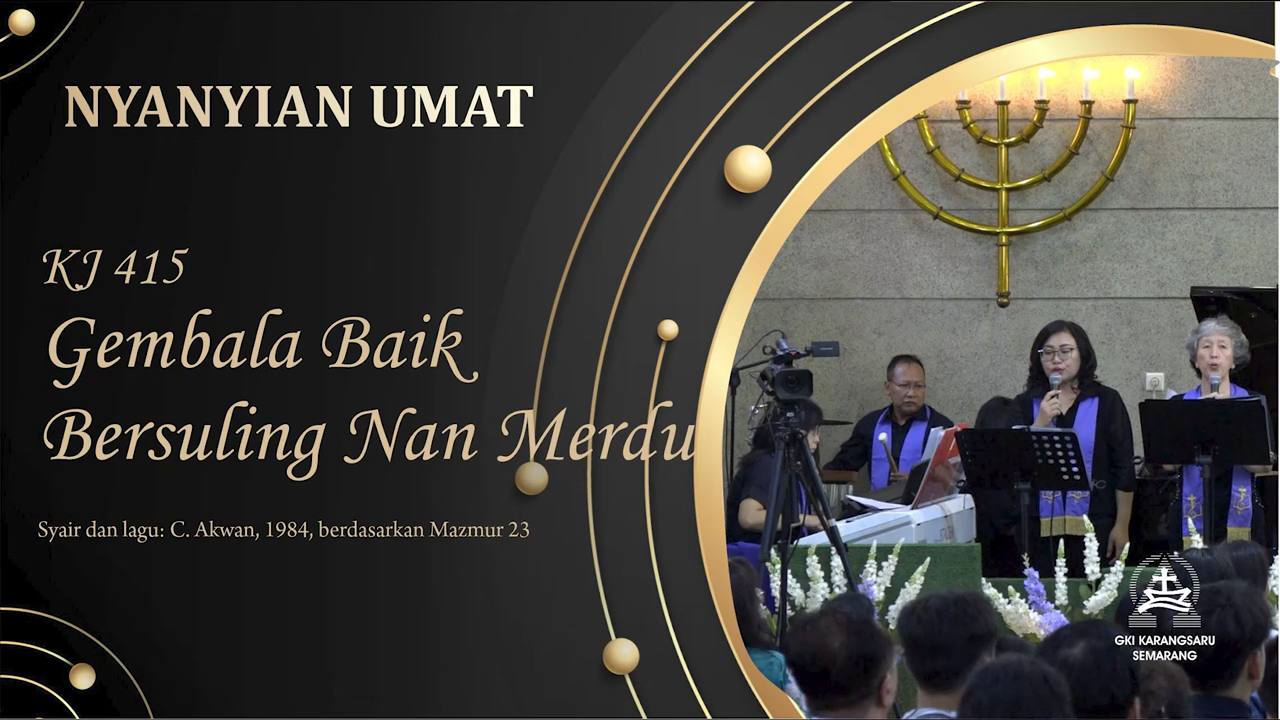 NYANYIAN UMAT
KJ 415
Gembala Baik
Bersuling Nan Merdu
Syair dan lagu: C. Akwan, 1984, berdasarkan Mazmur 23
GKI KARANGSARU
SEMARANG